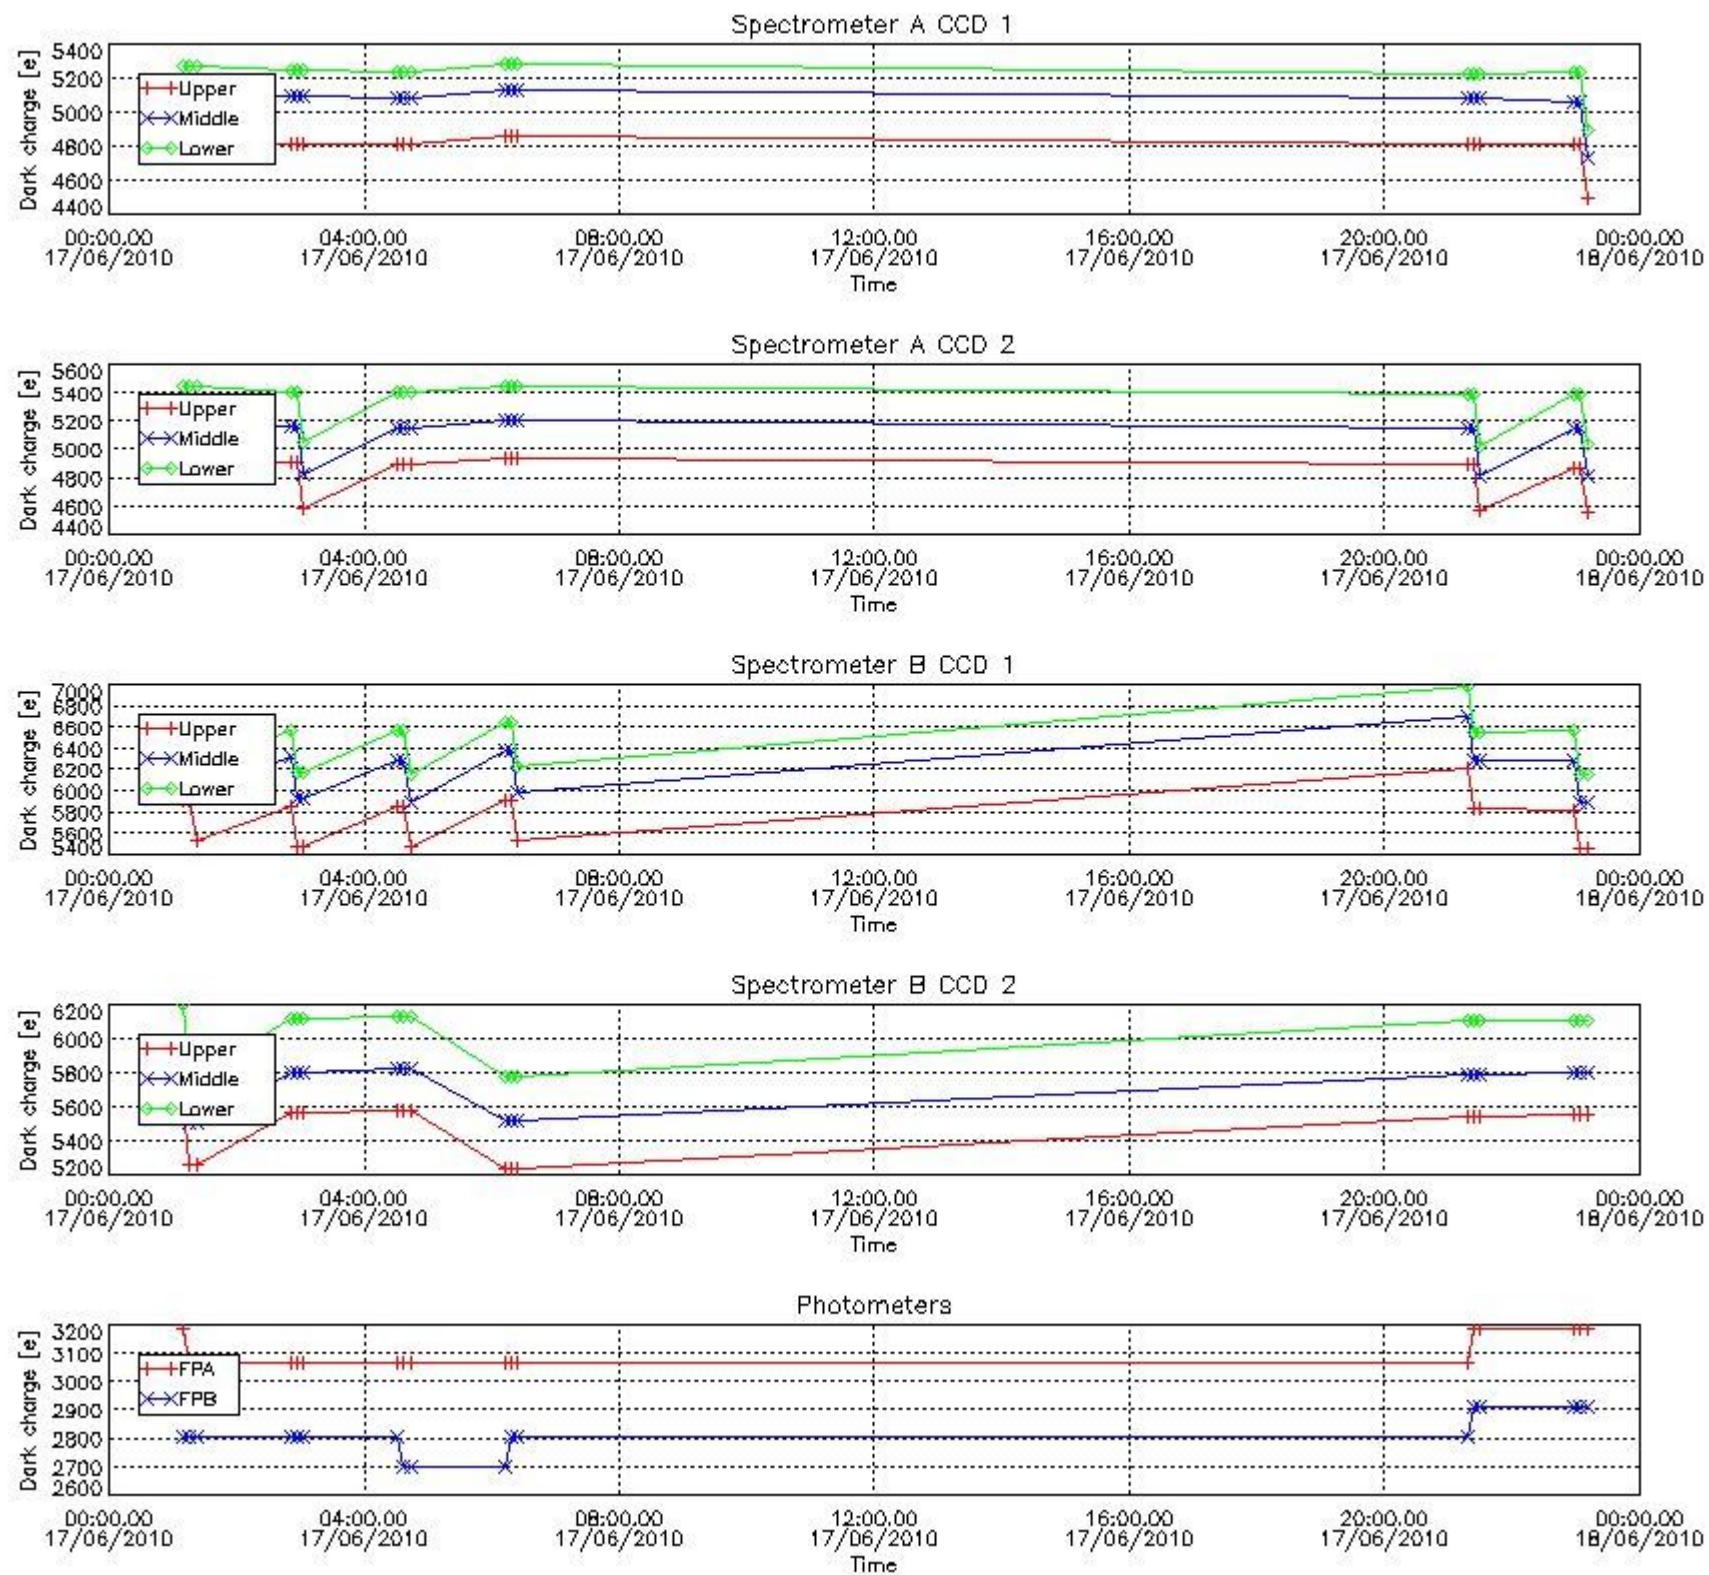 Spectrometer A CCD 1
Dark charge [e]
5400
5200
5000
4800
4600
4400
Upper
Middle
Lower
00:00.00 04:00.00 08:00.00 12:00.00 16:00.00 20:00.00 00:00.00
17/06/2010 17/06/2010 17/06/2010 17/06/2010 17/06/2010 17/06/2010 18/06/2010
Time
Spectrometer A CCD 2
Dark charge [e]
5600
5400
5200
5000
4800
4600
4400
Upper
Middle
Lower
00:00.00 04:00.00 08:00.00 12:00.00 16:00.00 20:00.00 00:00.00
17/06/2010 17/06/2010 17/06/2010 17/06/2010 17/06/2010 17/06/2010 18/06/2010
Time
Spectrometer B CCD 1
Dark charge [e]
7000
6800
6600
6400
6200
6000
5800
5600
5400
Upper
Middle
Lower
00:00.00 04:00.00 08:00.00 12:00.00 16:00.00 20:00.00 00:00.00
17/06/2010 17/06/2010 17/06/2010 17/06/2010 17/06/2010 17/06/2010 18/06/2010
Time
Spectrometer B CCD 2
Dark charge [e]
6200
6000
5800
5600
5400
5200
Upper
Middle
Lower
00:00.00 04:00.00 08:00.00 12:00.00 16:00.00 20:00.00 00:00.00
17/06/2010 17/06/2010 17/06/2010 17/06/2010 17/06/2010 17/06/2010 18/06/2010
Time
Photometers
Dark charge [e]
3200
3100
3000
2900
2800
2700
2600
FPA
FPB
00:00.00 04:00.00 08:00.00 12:00.00 16:00.00 20:00.00 00:00.00
17/06/2010 17/06/2010 17/06/2010 17/06/2010 17/06/2010 17/06/2010 18/06/2010
Time